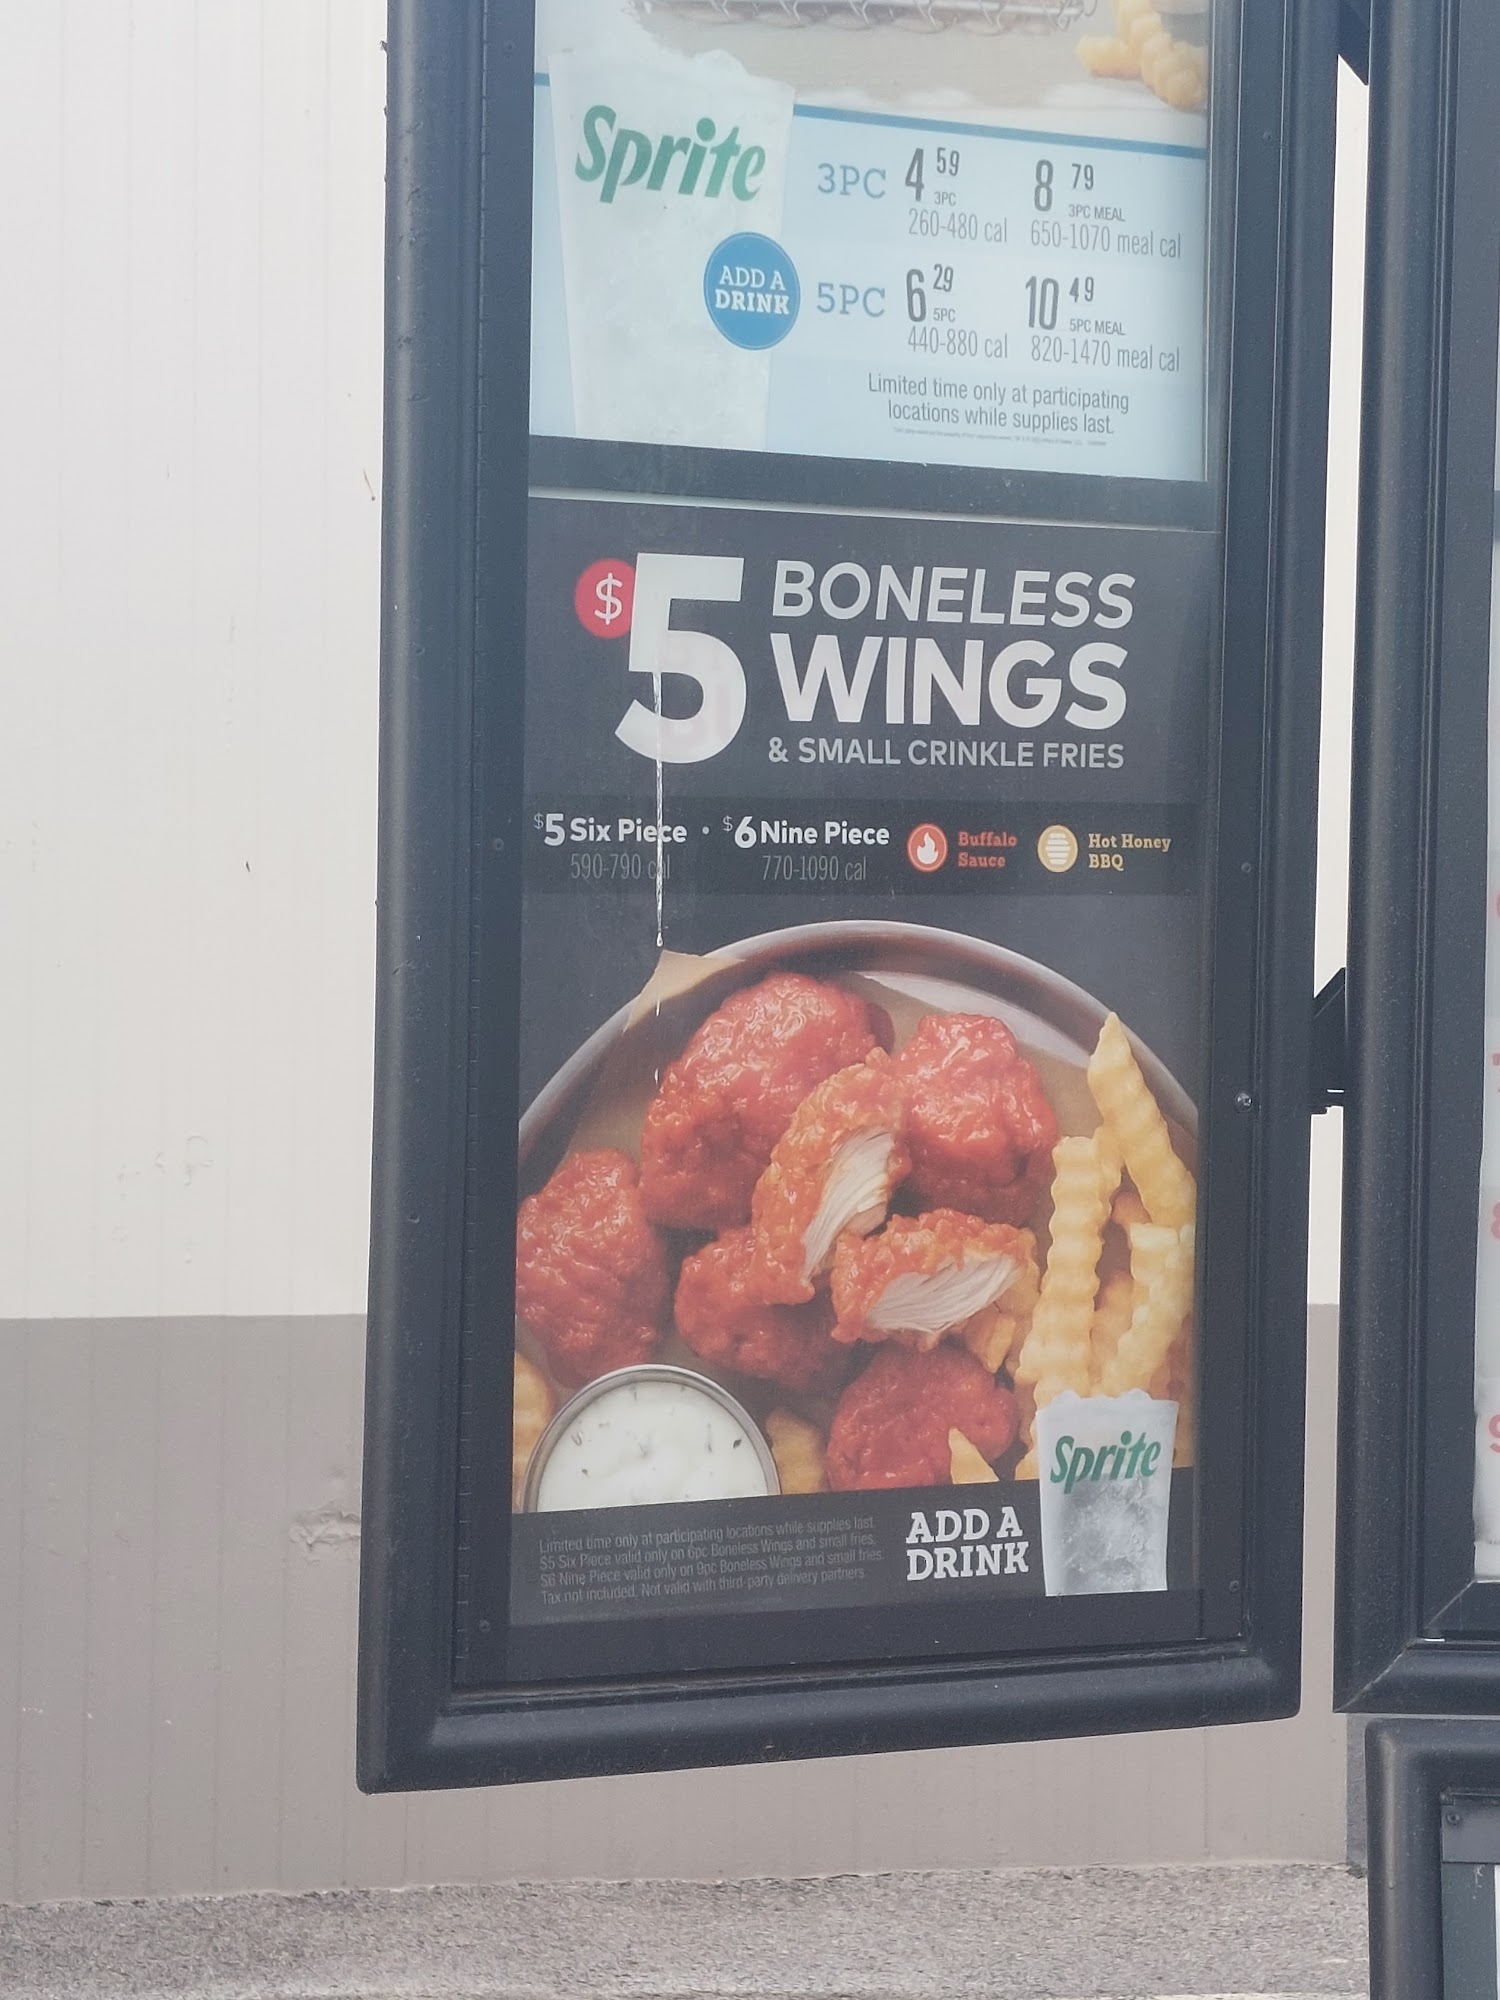 Sprite
3PC 4 59 3PC 8 79 3PC MEAL
260-480 cal 650-1070 meal cal
ADD A
DRINK
5PC 6 29 5PC 10 49 5PC MEAL
440-880 cal 820-1470 meal cal
Limited time only at participating
locations while supplies last.
$5 BONELESS
WINGS
& SMALL CRINKLE FRIES
$5 Six Piece • $6 Nine Piece
590-790 cal 770-1090 cal
Buffalo
Sauce
Hot Honey
BBQ
Sprite
ADD A
DRINK
Limited time only at participating locations while supplies last.
$5 Six Piece valid only on 6pc Boneless Wings and small fries.
$6 Nine Piece valid only on 9pc Boneless Wings and small fries.
Tax not included. Not valid with third-party delivery partners.